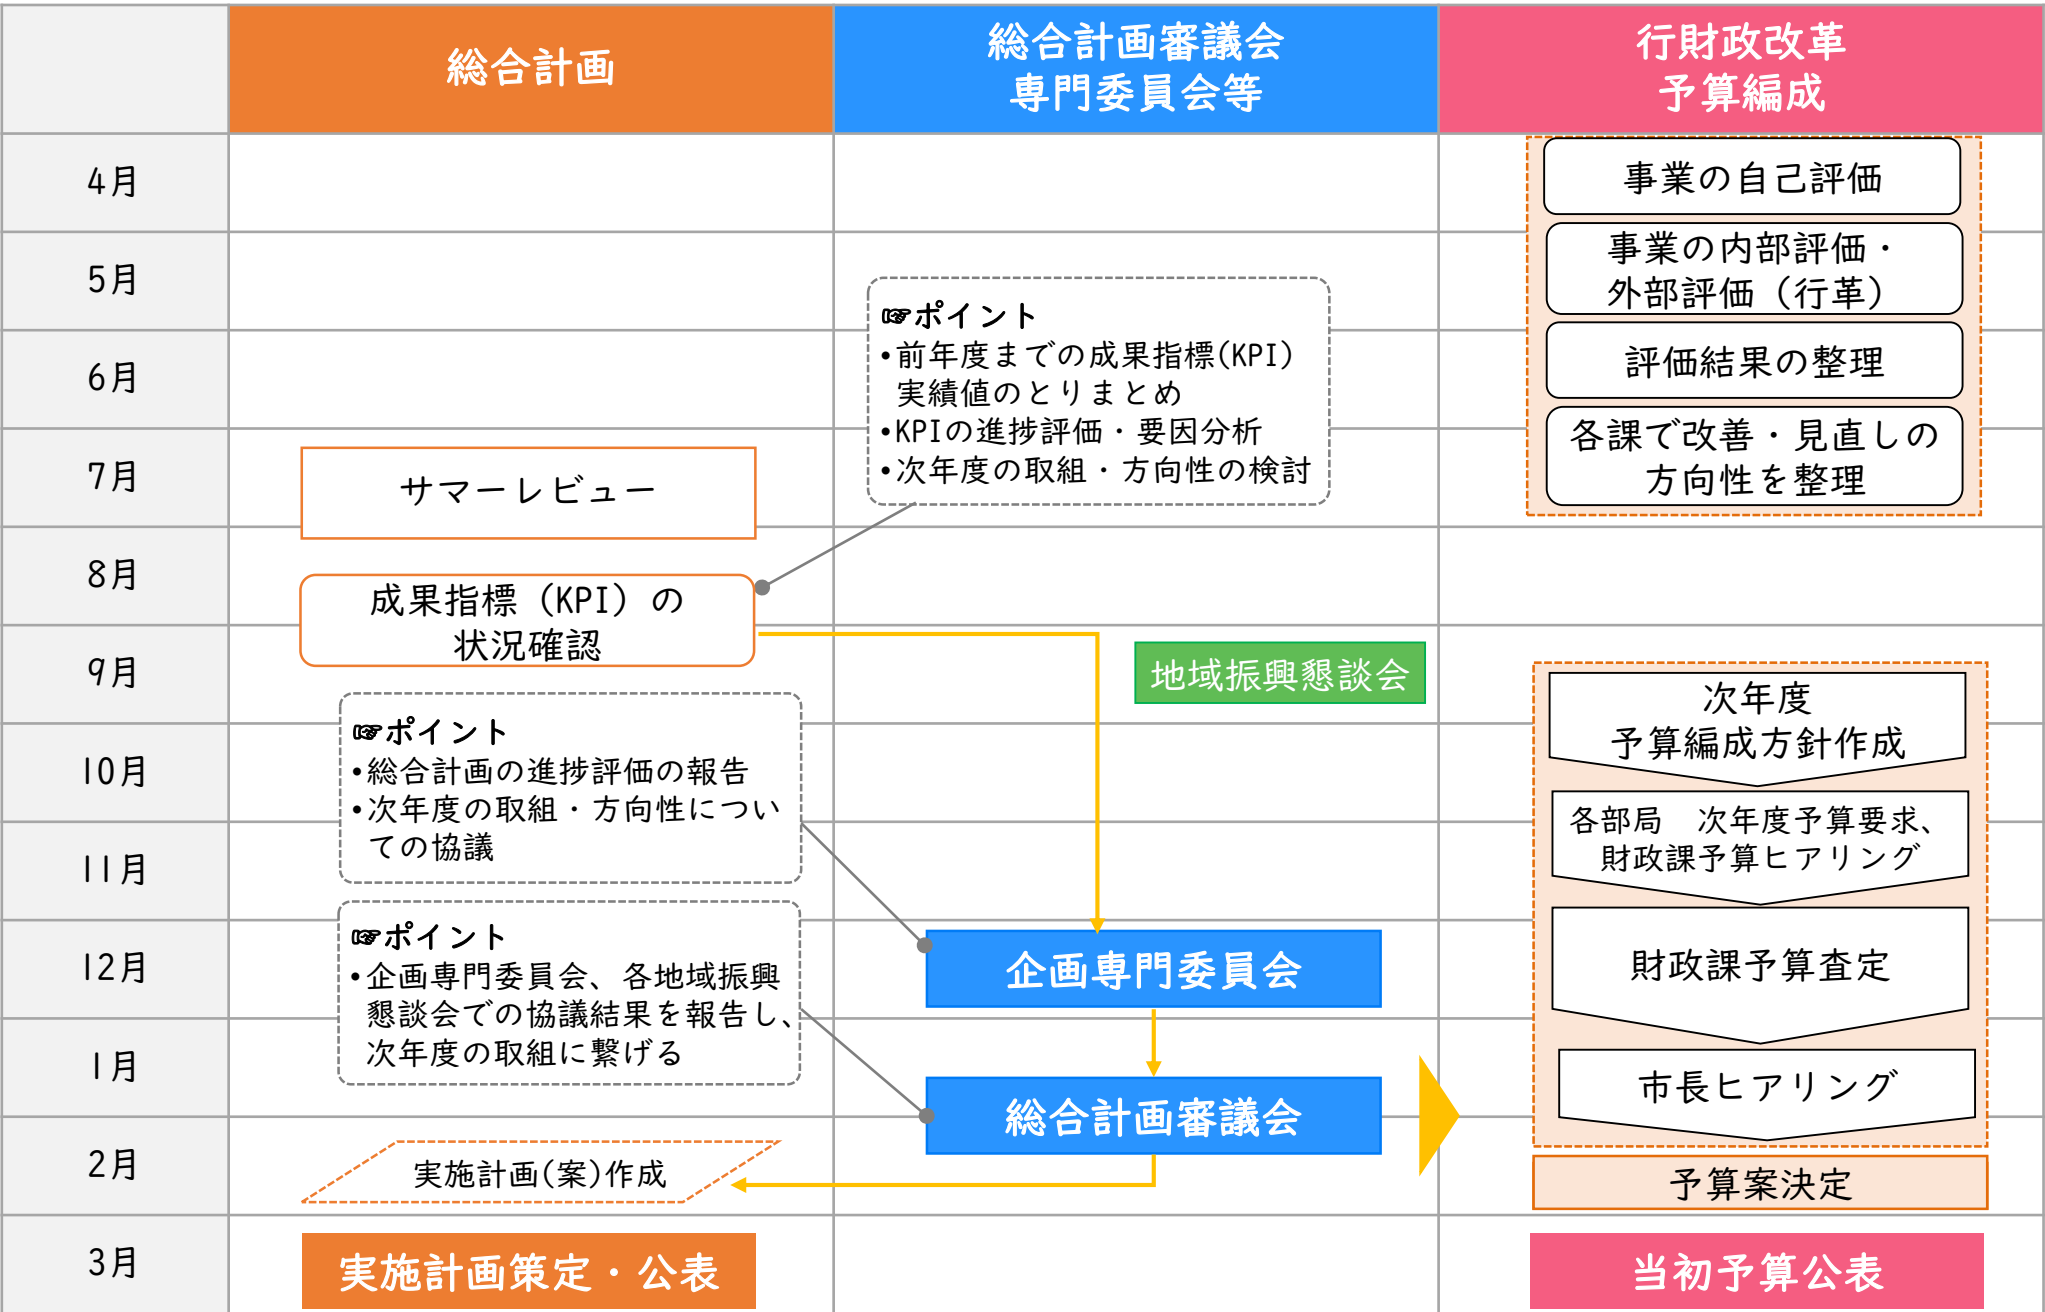 総合計画
総合計画審議会
専門委員会等
行財政改革
予算編成
4月
事業の自己評価
5月
事業の内部評価・
外部評価（行革）
☞ポイント
•前年度までの成果指標(KPI)
実績値のとりまとめ
•KPIの進捗評価・要因分析
•次年度の取組・方向性の検討
6月
評価結果の整理
7月
サマーレビュー
各課で改善・見直しの
方向性を整理
8月
成果指標（KPI）の
状況確認
9月
地域振興懇談会
次年度
予算編成方針作成
☞ポイント
•総合計画の進捗評価の報告
•次年度の取組・方向性につい
ての協議
10月
各部局　次年度予算要求、
財政課予算ヒアリング
11月
☞ポイント
•企画専門委員会、各地域振興
懇談会での協議結果を報告し、
次年度の取組に繋げる
12月
企画専門委員会
財政課予算査定
1月
総合計画審議会
市長ヒアリング
2月
実施計画(案)作成
予算案決定
3月
実施計画策定・公表
当初予算公表